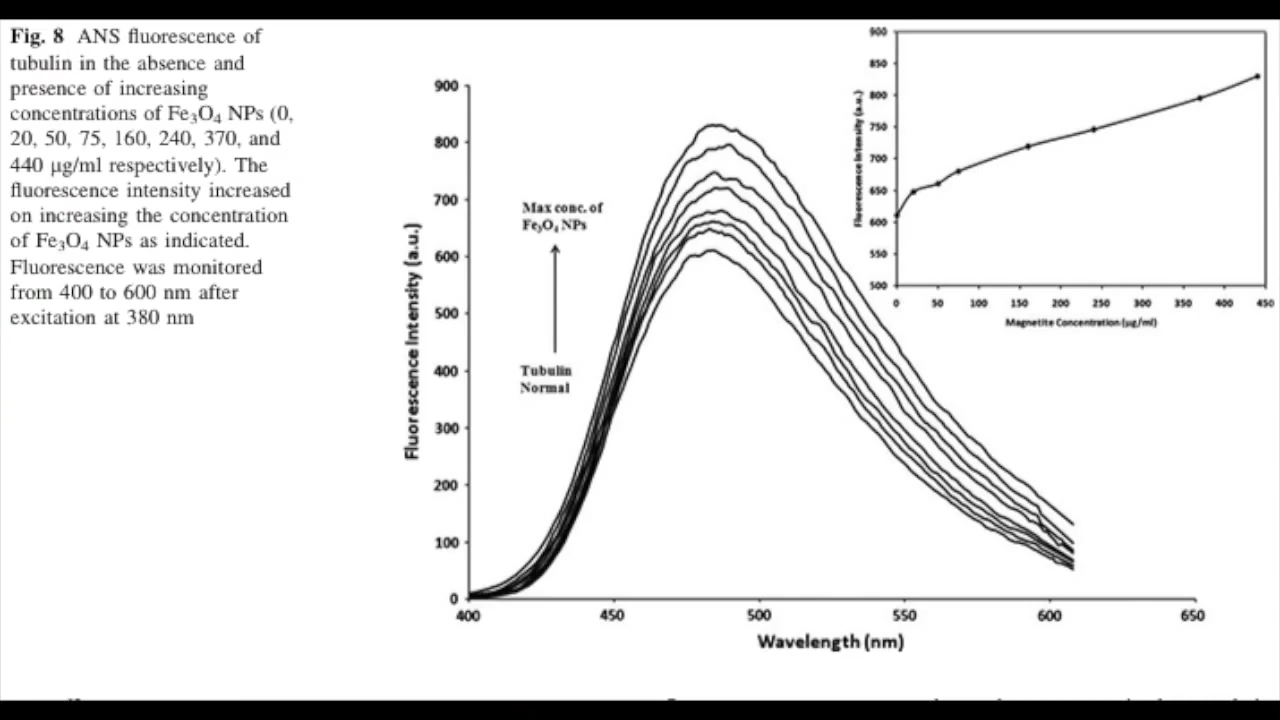 Fig. 8 ANS fluorescence of
tubulin in the absence and
presence of increasing
concentrations of Fe₃O₄ NPs (0,
20, 50, 75, 160, 240, 370, and
440 μg/ml respectively). The
fluorescence intensity increased
on increasing the concentration
of Fe₃O₄ NPs as indicated.
Fluorescence was monitored
from 400 to 600 nm after
excitation at 380 nm
Fluorescence Intensity (a.u.)
900
800
700
600
500
400
300
200
100
0
400 450 500 550 600 650
Wavelength (nm)
Max conc. of
Fe₃O₄ NPs
Tubulin
Normal
Fluorescence Intensity (a.u.)
900
850
800
750
700
650
600
550
500
0 50 100 150 200 250 300 350 400 450
Magnetite Concentration (μg/ml)